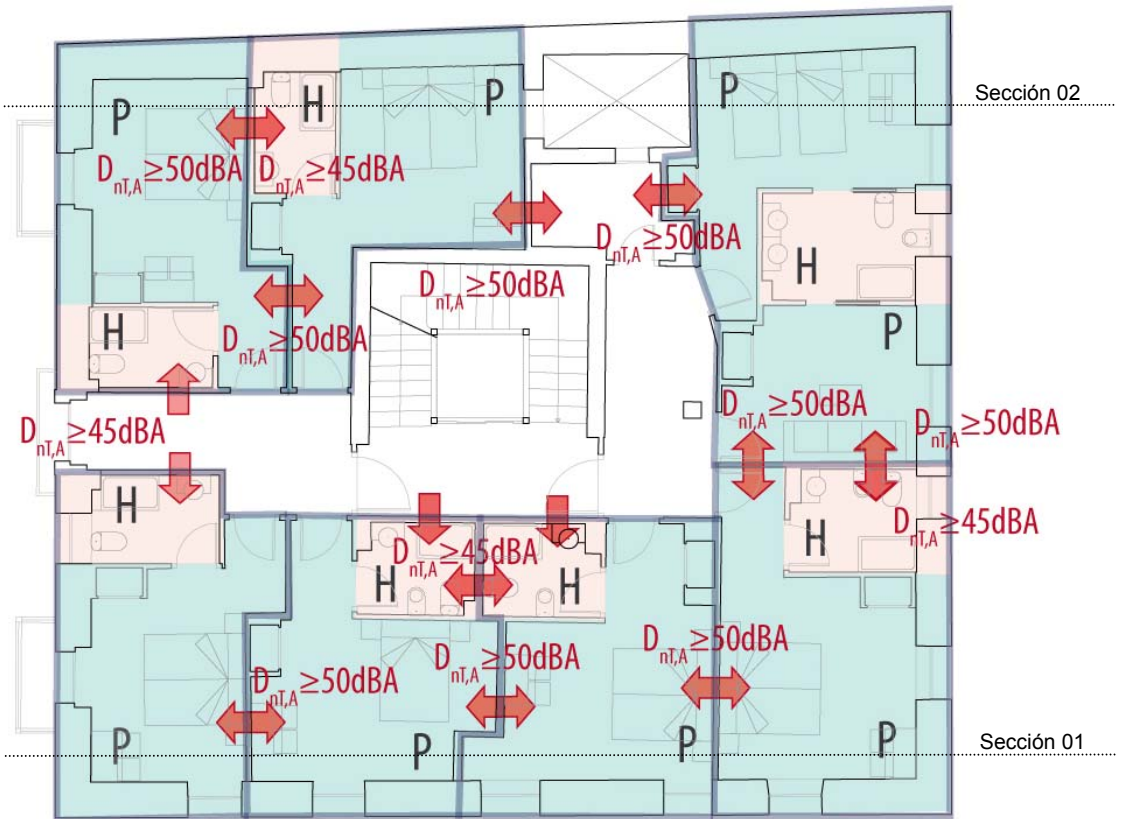 Sección 02
P
H
P
P
DnT,A ≥50dBA
DnT,A ≥45dBA
DnT,A ≥50dBA
H
DnT,A ≥50dBA
H
DnT,A ≥50dBA
P
DnT,A ≥45dBA
DnT,A ≥50dBA
DnT,A ≥50dBA
H
DnT,A ≥45dBA
H
DnT,A ≥45dBA
H
H
DnT,A ≥50dBA
DnT,A ≥50dBA
DnT,A ≥50dBA
P
P
P
P
Sección 01